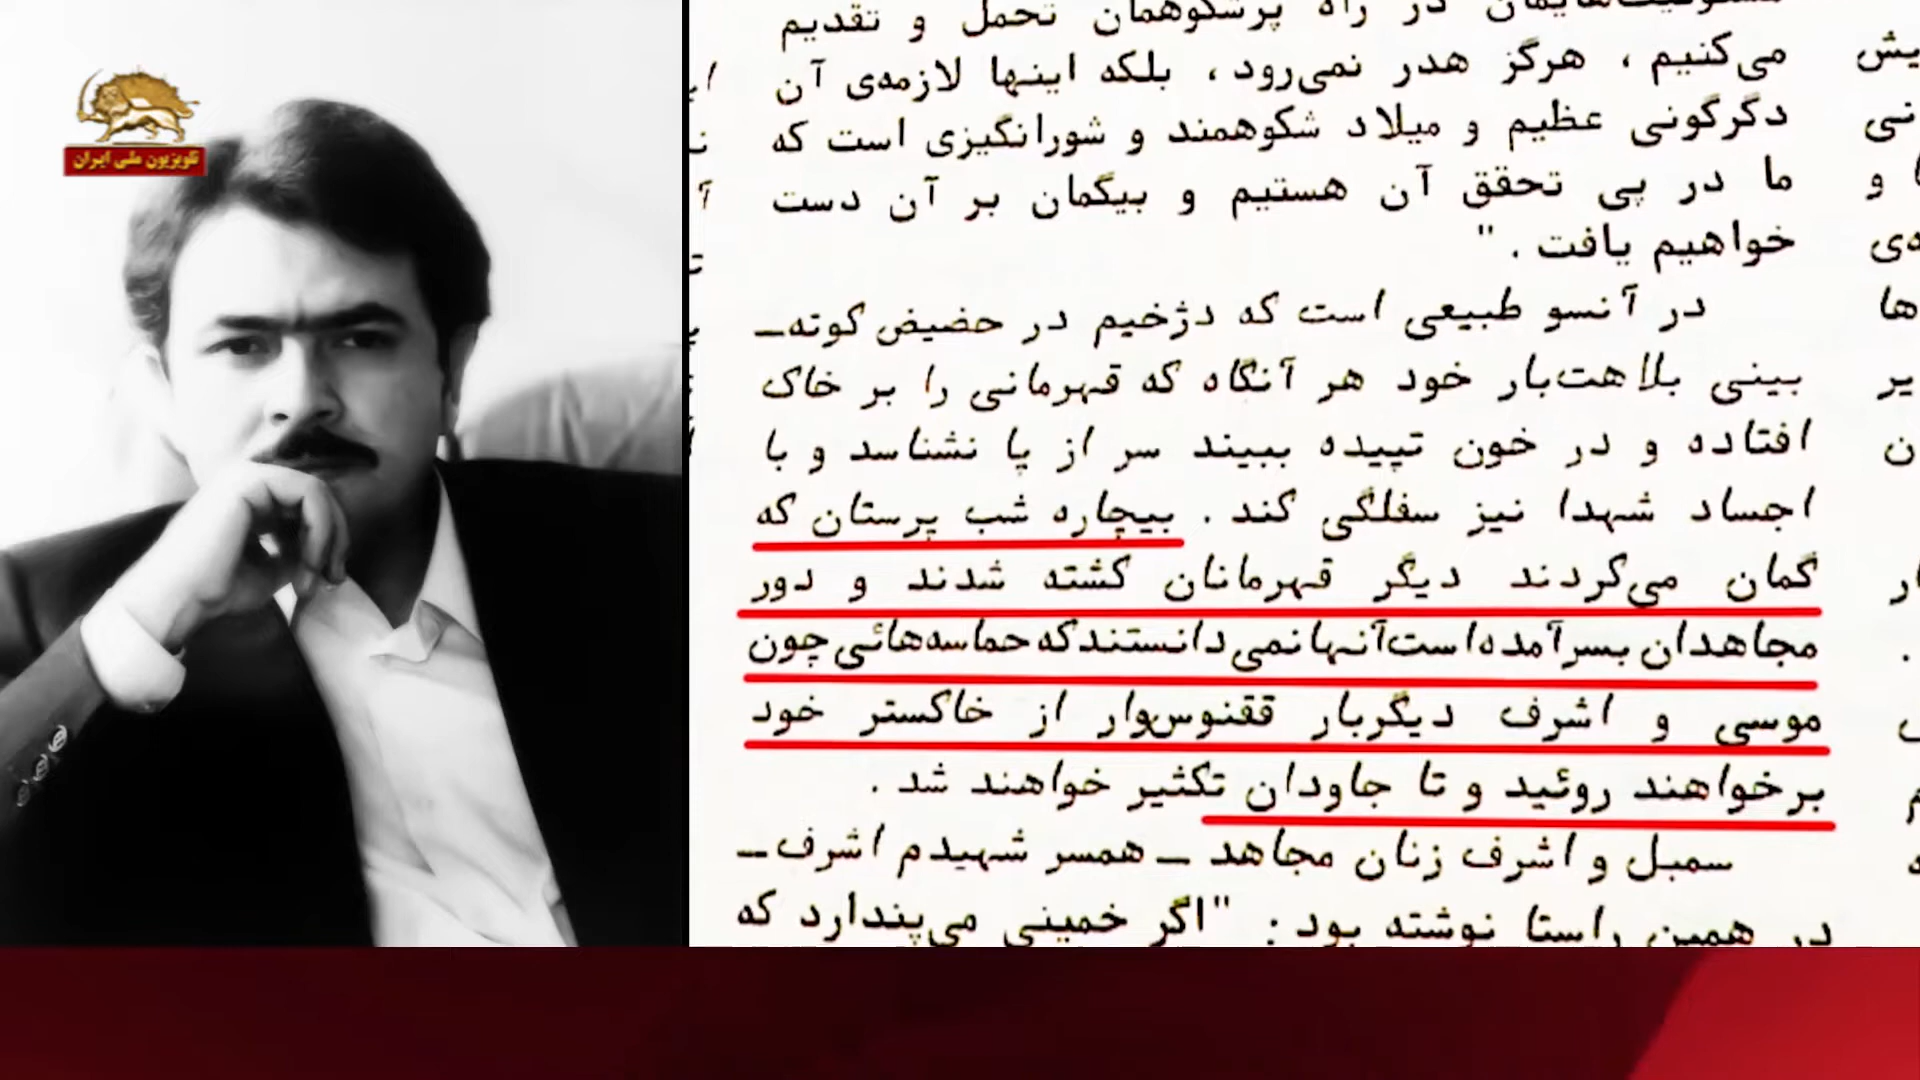 تلویزیون ملی ایران
مسئولیت‌هایمان در راه پرشکوهمان تحمل و تقدیم
می‌کنیم ، هرگز هدر نمی‌رود ، بلکه اینها لازمه‌ی آن
دگرگونی عظیم و میلاد شکوهمند و شورانگیزی است که
ما در پی تحقق آن هستیم و بیگمان بر آن دست
خواهیم یافت . "
در آنسو طبیعی است که دژخیم در حضیض کوته‌ـ
بینی بلاهت‌بار خود هر آنگاه که قهرمانی را بر خاک
افتاده و در خون تپیده ببیند سر از پا نشناسد و با
اجساد شهدا نیز سفلگی کند . بیچاره شب پرستان که
گمان می‌کردند دیگر قهرمانان کشته شدند و دور
مجاهدان بسرآمده‌است‌آنها نمی‌دانستند که حماسه‌هائی چون
موسی و اشرف دیگربار ققنوس‌وار از خاکستر خود
برخواهند روئید و تا جاودان تکثیر خواهند شد .
سمبل و اشرف زنان مجاهد ـ همسر شهیدم اشرف ـ
در همین راستا نوشته بود : "اگر خمینی می‌پندارد که